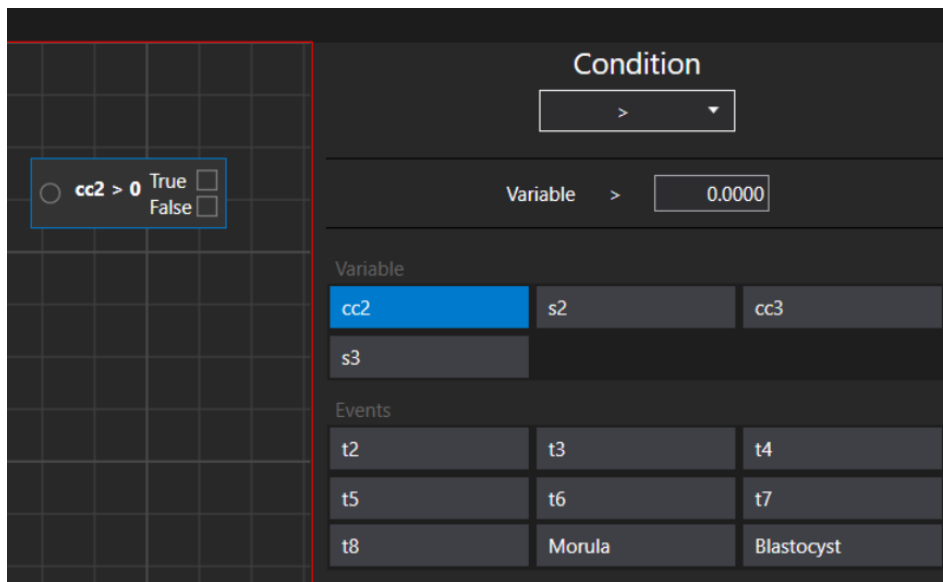 Condition
>
cc2 > 0 True
False
Variable > 0.0000
Variable
cc2 s2 cc3
s3
Events
t2 t3 t4
t5 t6 t7
t8 Morula Blastocyst